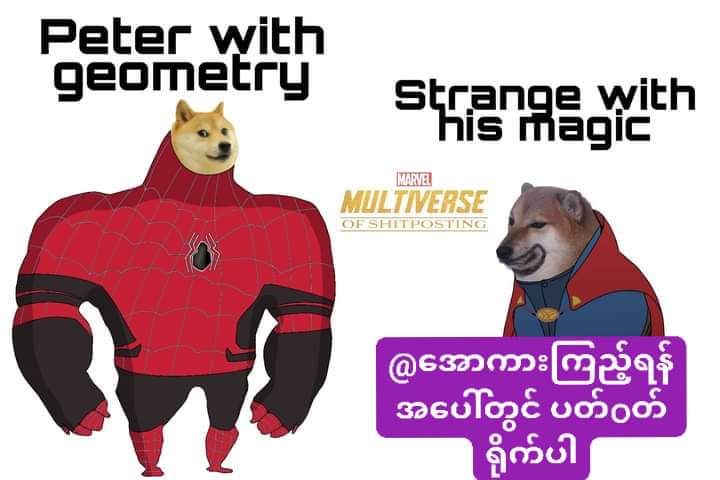 Peter with
geometry
Strange with
his magic
MARVEL
MULTIVERSE
OF SHITPOSTING
@အောကားကြည့်ရန်
အပေါ်တွင် ပတ်ဝတ်
ရိုက်ပါ